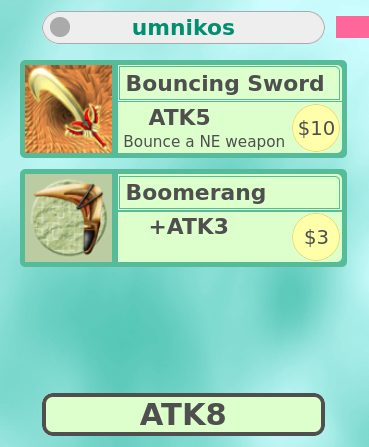 umnikos
Bouncing Sword
ATK5
Bounce a NE weapon
$10
Boomerang
+ATK3
$3
ATK8